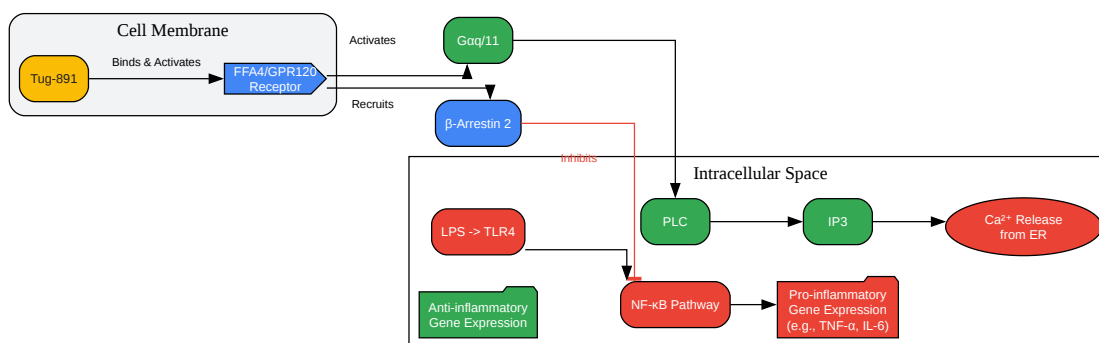 Cell Membrane
Tug-891
Binds & Activates
FFA4/GPR120
Receptor
Activates
Recruits
Gαq/11
β-Arrestin 2
Inhibits
Intracellular Space
LPS -> TLR4
PLC
IP3
Ca²⁺ Release
from ER
Anti-inflammatory
Gene Expression
NF-κB Pathway
Pro-inflammatory
Gene Expression
(e.g., TNF-α, IL-6)